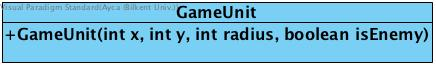 Visual Paradigm Standard(Ayca (Bilkent Univ.))
GameUnit
+GameUnit(int x, int y, int radius, boolean isEnemy)